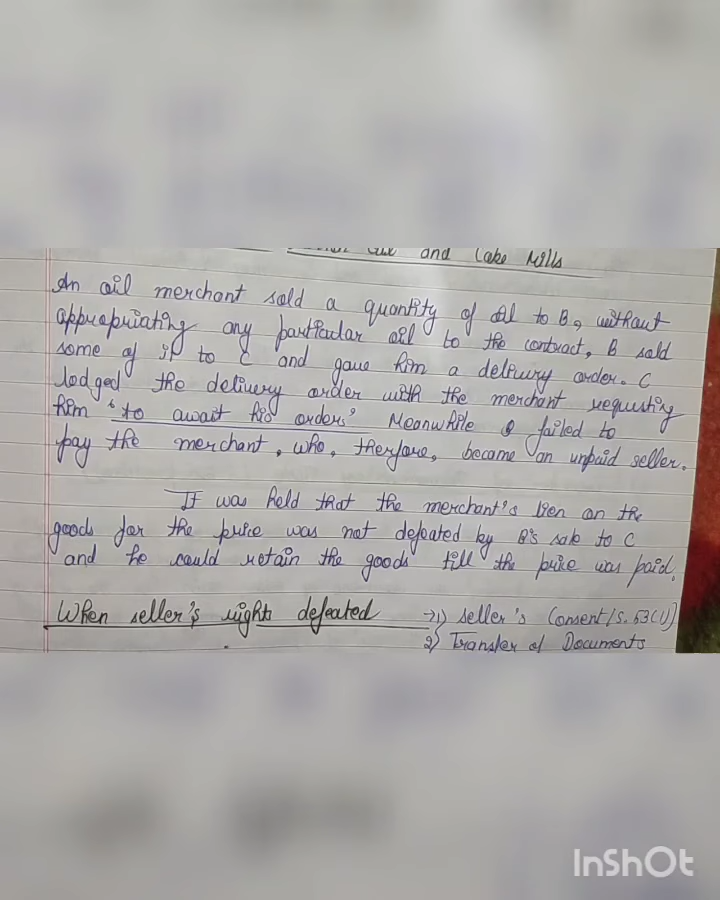 and Cake Mills
An oil merchant sold a quantity of oil to B, without
appropriating any particular oil to the contract, B sold
some of it to C and gave him a delivery order. C
lodged the delivery order with the merchant requesting
him "to await his orders" Meanwhile failed to
pay the merchant, who, therefore, became an unpaid seller.
It was held that the merchant's lien on the
goods for the price was not defeated by B's sale to C
and he could retain the goods till the price was paid.
When seller's rights defeated →1) Seller's Consent/S.53(1)]
2) Transfer of Documents
InShOt